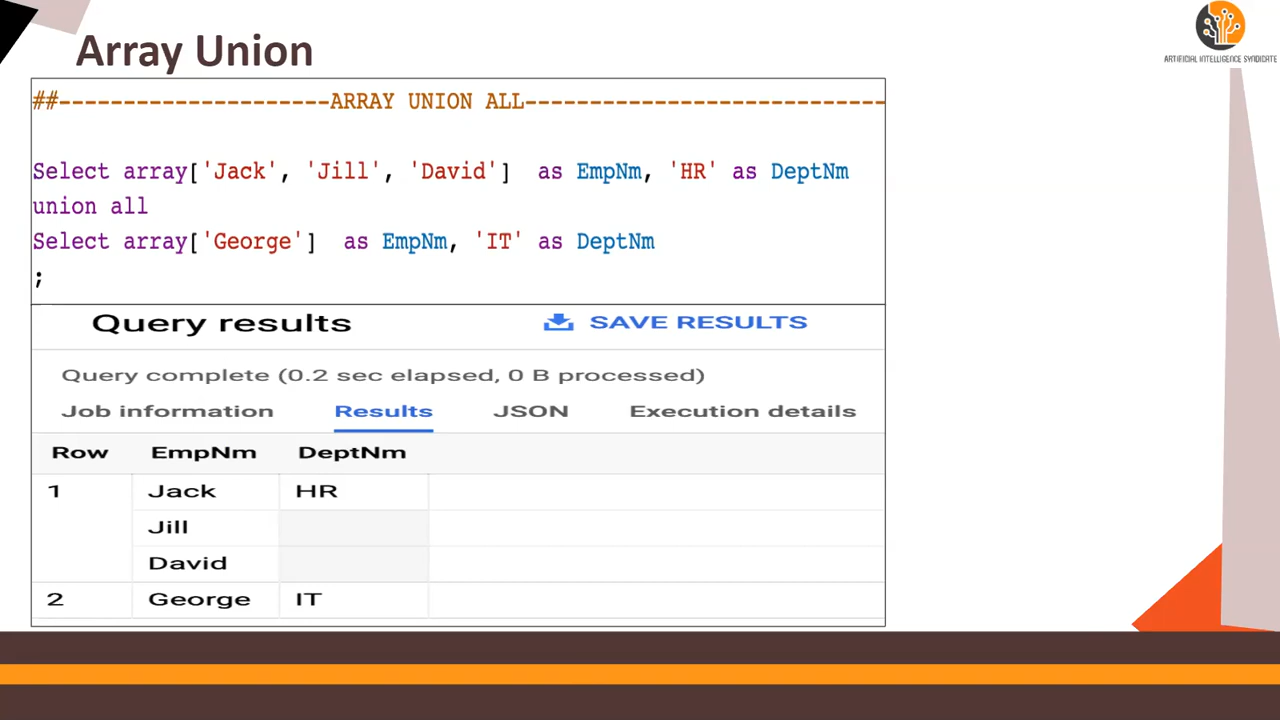 Array Union
ARTIFICIAL INTELLIGENCE SYNDICATE
##---------------------ARRAY UNION ALL----------------------------
Select array['Jack', 'Jill', 'David']  as EmpNm, 'HR' as DeptNm
union all
Select array['George']  as EmpNm, 'IT' as DeptNm
;
Query results SAVE RESULTS
Query complete (0.2 sec elapsed, 0 B processed)
Job information Results JSON Execution details
Row EmpNm DeptNm
1 Jack HR
Jill
David
2 George IT